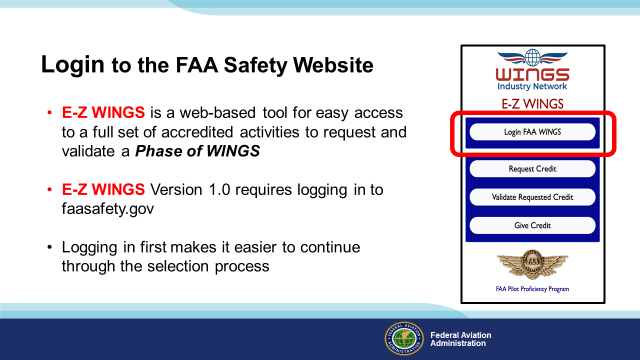 Login to the FAA Safety Website
• E-Z WINGS is a web-based tool for easy access
to a full set of accredited activities to request and
validate a Phase of WINGS
• E-Z WINGS Version 1.0 requires logging in to
faasafety.gov
• Logging in first makes it easier to continue
through the selection process
WINGS
Industry Network
E-Z WINGS
Login FAA WINGS
Request Credit
Validate Requested Credit
Give Credit
FAA
FAA Pilot Proficiency Program
Federal Aviation
Administration